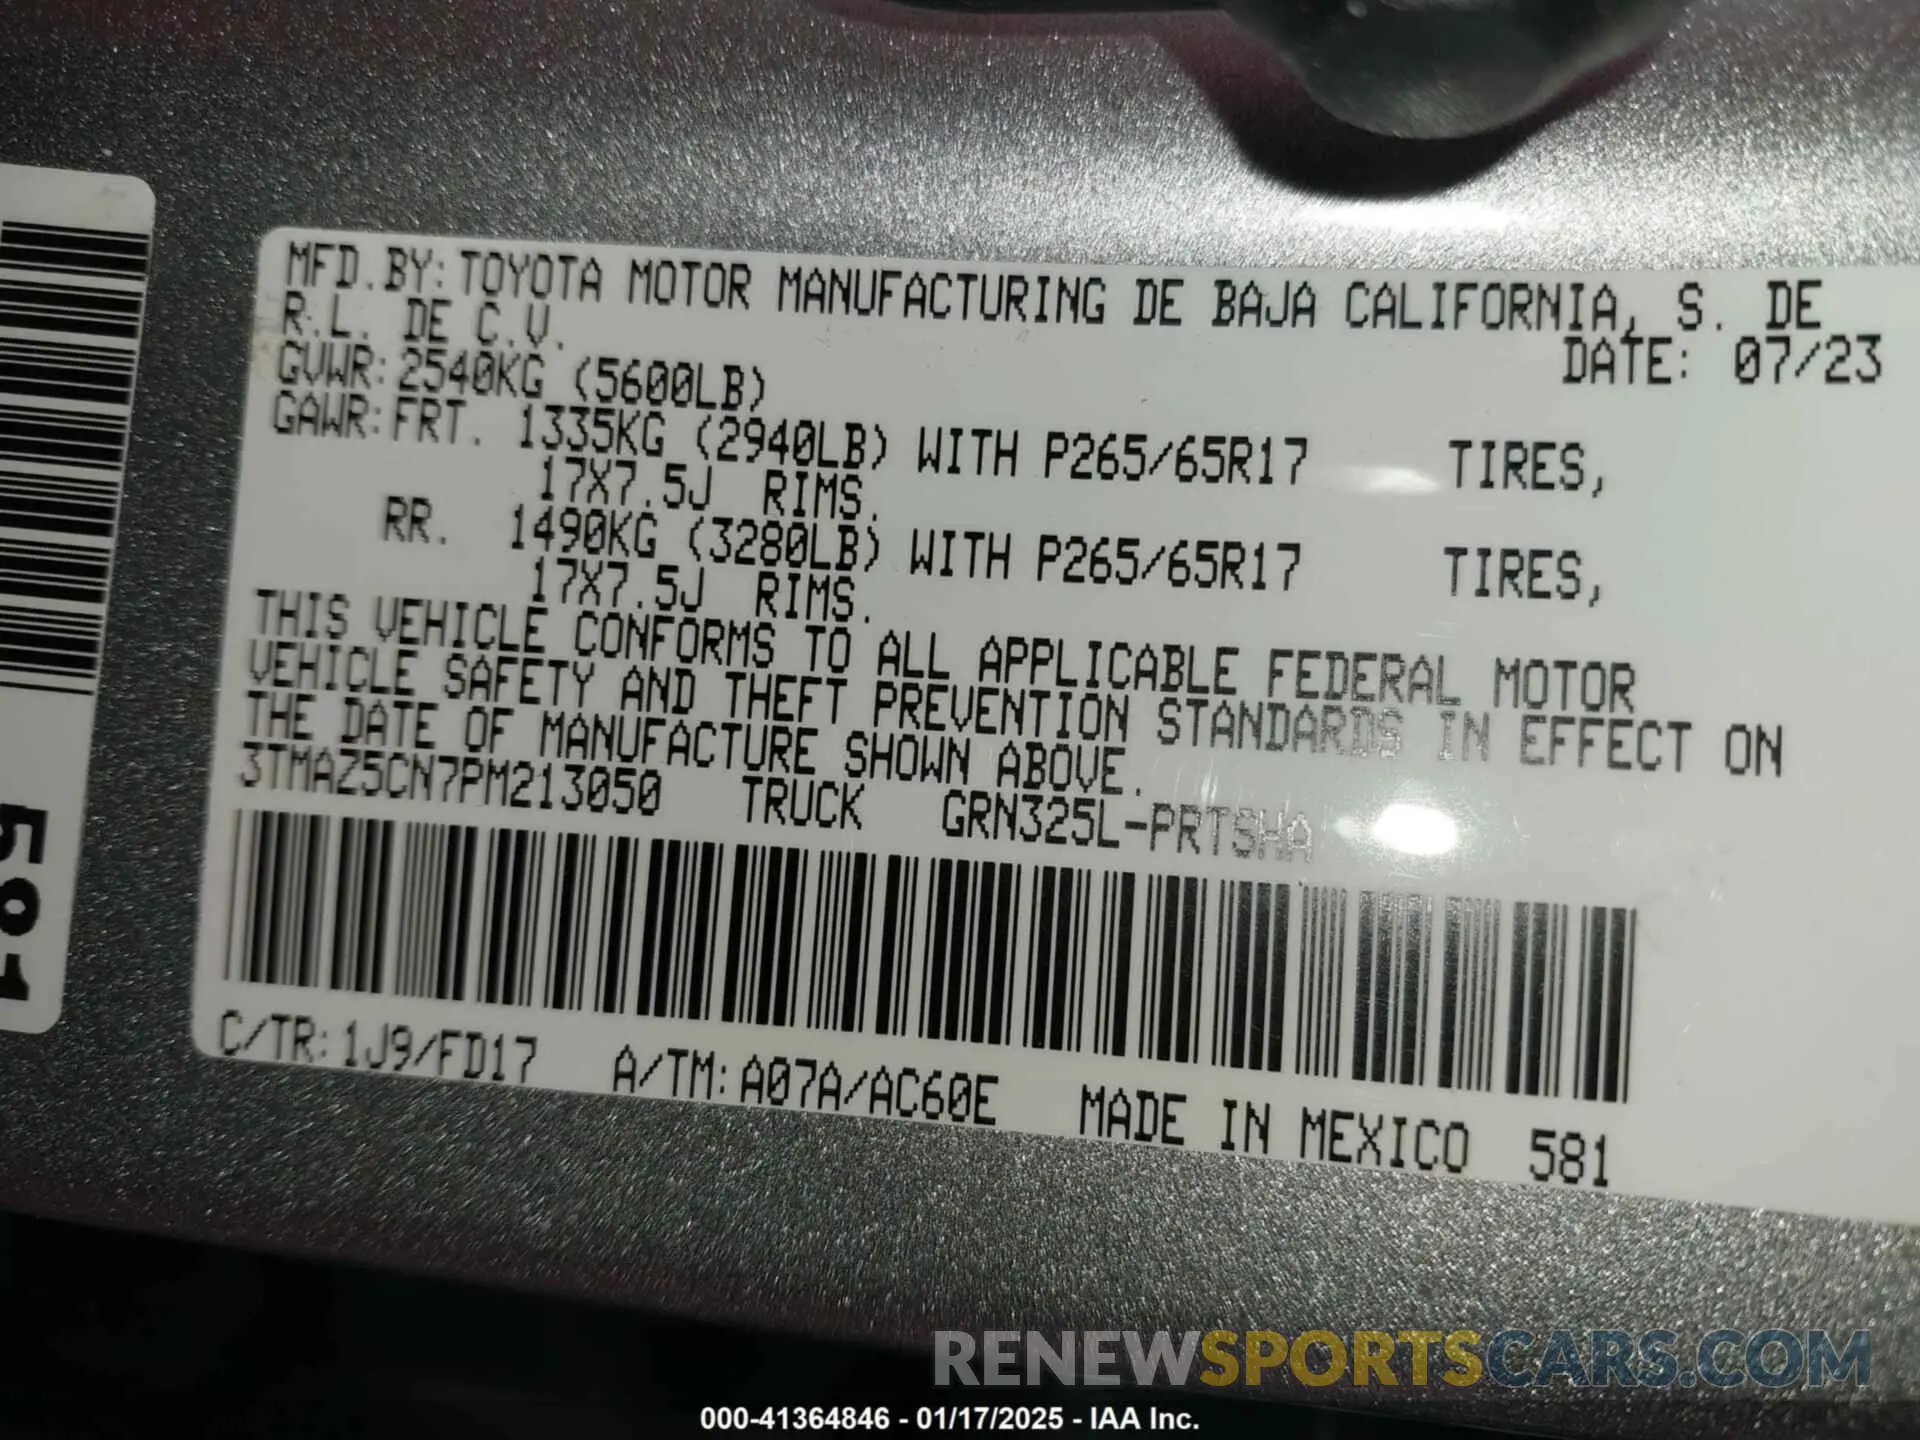 MFD.BY:TOYOTA MOTOR MANUFACTURING DE BAJA CALIFORNIA, S. DE
R.L. DE C.V.
DATE: 07/23
GVWR:2540KG (5600LB)
GAWR:FRT. 1335KG (2940LB) WITH P265/65R17 TIRES,
17X7.5J RIMS.
RR. 1490KG (3280LB) WITH P265/65R17 TIRES,
17X7.5J RIMS.
THIS VEHICLE CONFORMS TO ALL APPLICABLE FEDERAL MOTOR
VEHICLE SAFETY AND THEFT PREVENTION STANDARDS IN EFFECT ON
THE DATE OF MANUFACTURE SHOWN ABOVE.
3TMAZ5CN7PM213050 TRUCK GRN325L-PRTSHA
C/TR:1J9/FD17 A/TM:A07A/AC60E MADE IN MEXICO 581
581
RENEWSPORTSCARS.COM
000-41364846 - 01/17/2025 - IAA Inc.